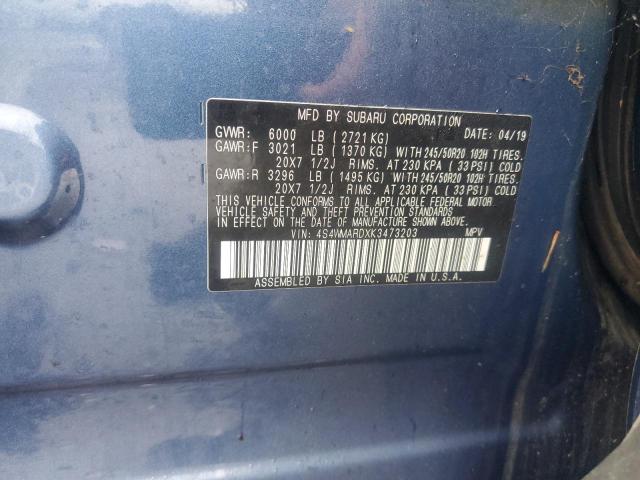 MFD BY SUBARU CORPORATION
GVWR: 6000 LB (2721 KG) DATE: 04/19
GAWR:F 3021 LB (1370 KG) WITH 245/50R20 102H TIRES.
20X7 1/2J RIMS. AT 230 KPA (33 PSI) COLD
GAWR:R 3296 LB (1495 KG) WITH 245/50R20 102H TIRES.
20X7 1/2J RIMS. AT 230 KPA (33 PSI) COLD
THIS VEHICLE CONFORMS TO ALL APPLICABLE FEDERAL MOTOR
VEHICLE SAFETY AND THEFT PREVENTION STANDARDS
IN EFFECT ON THE DATE OF MANUFACTURE SHOWN ABOVE.
VIN: 4S4WMARDXK3473203 MPV
ASSEMBLED BY SIA INC. MADE IN U.S.A.